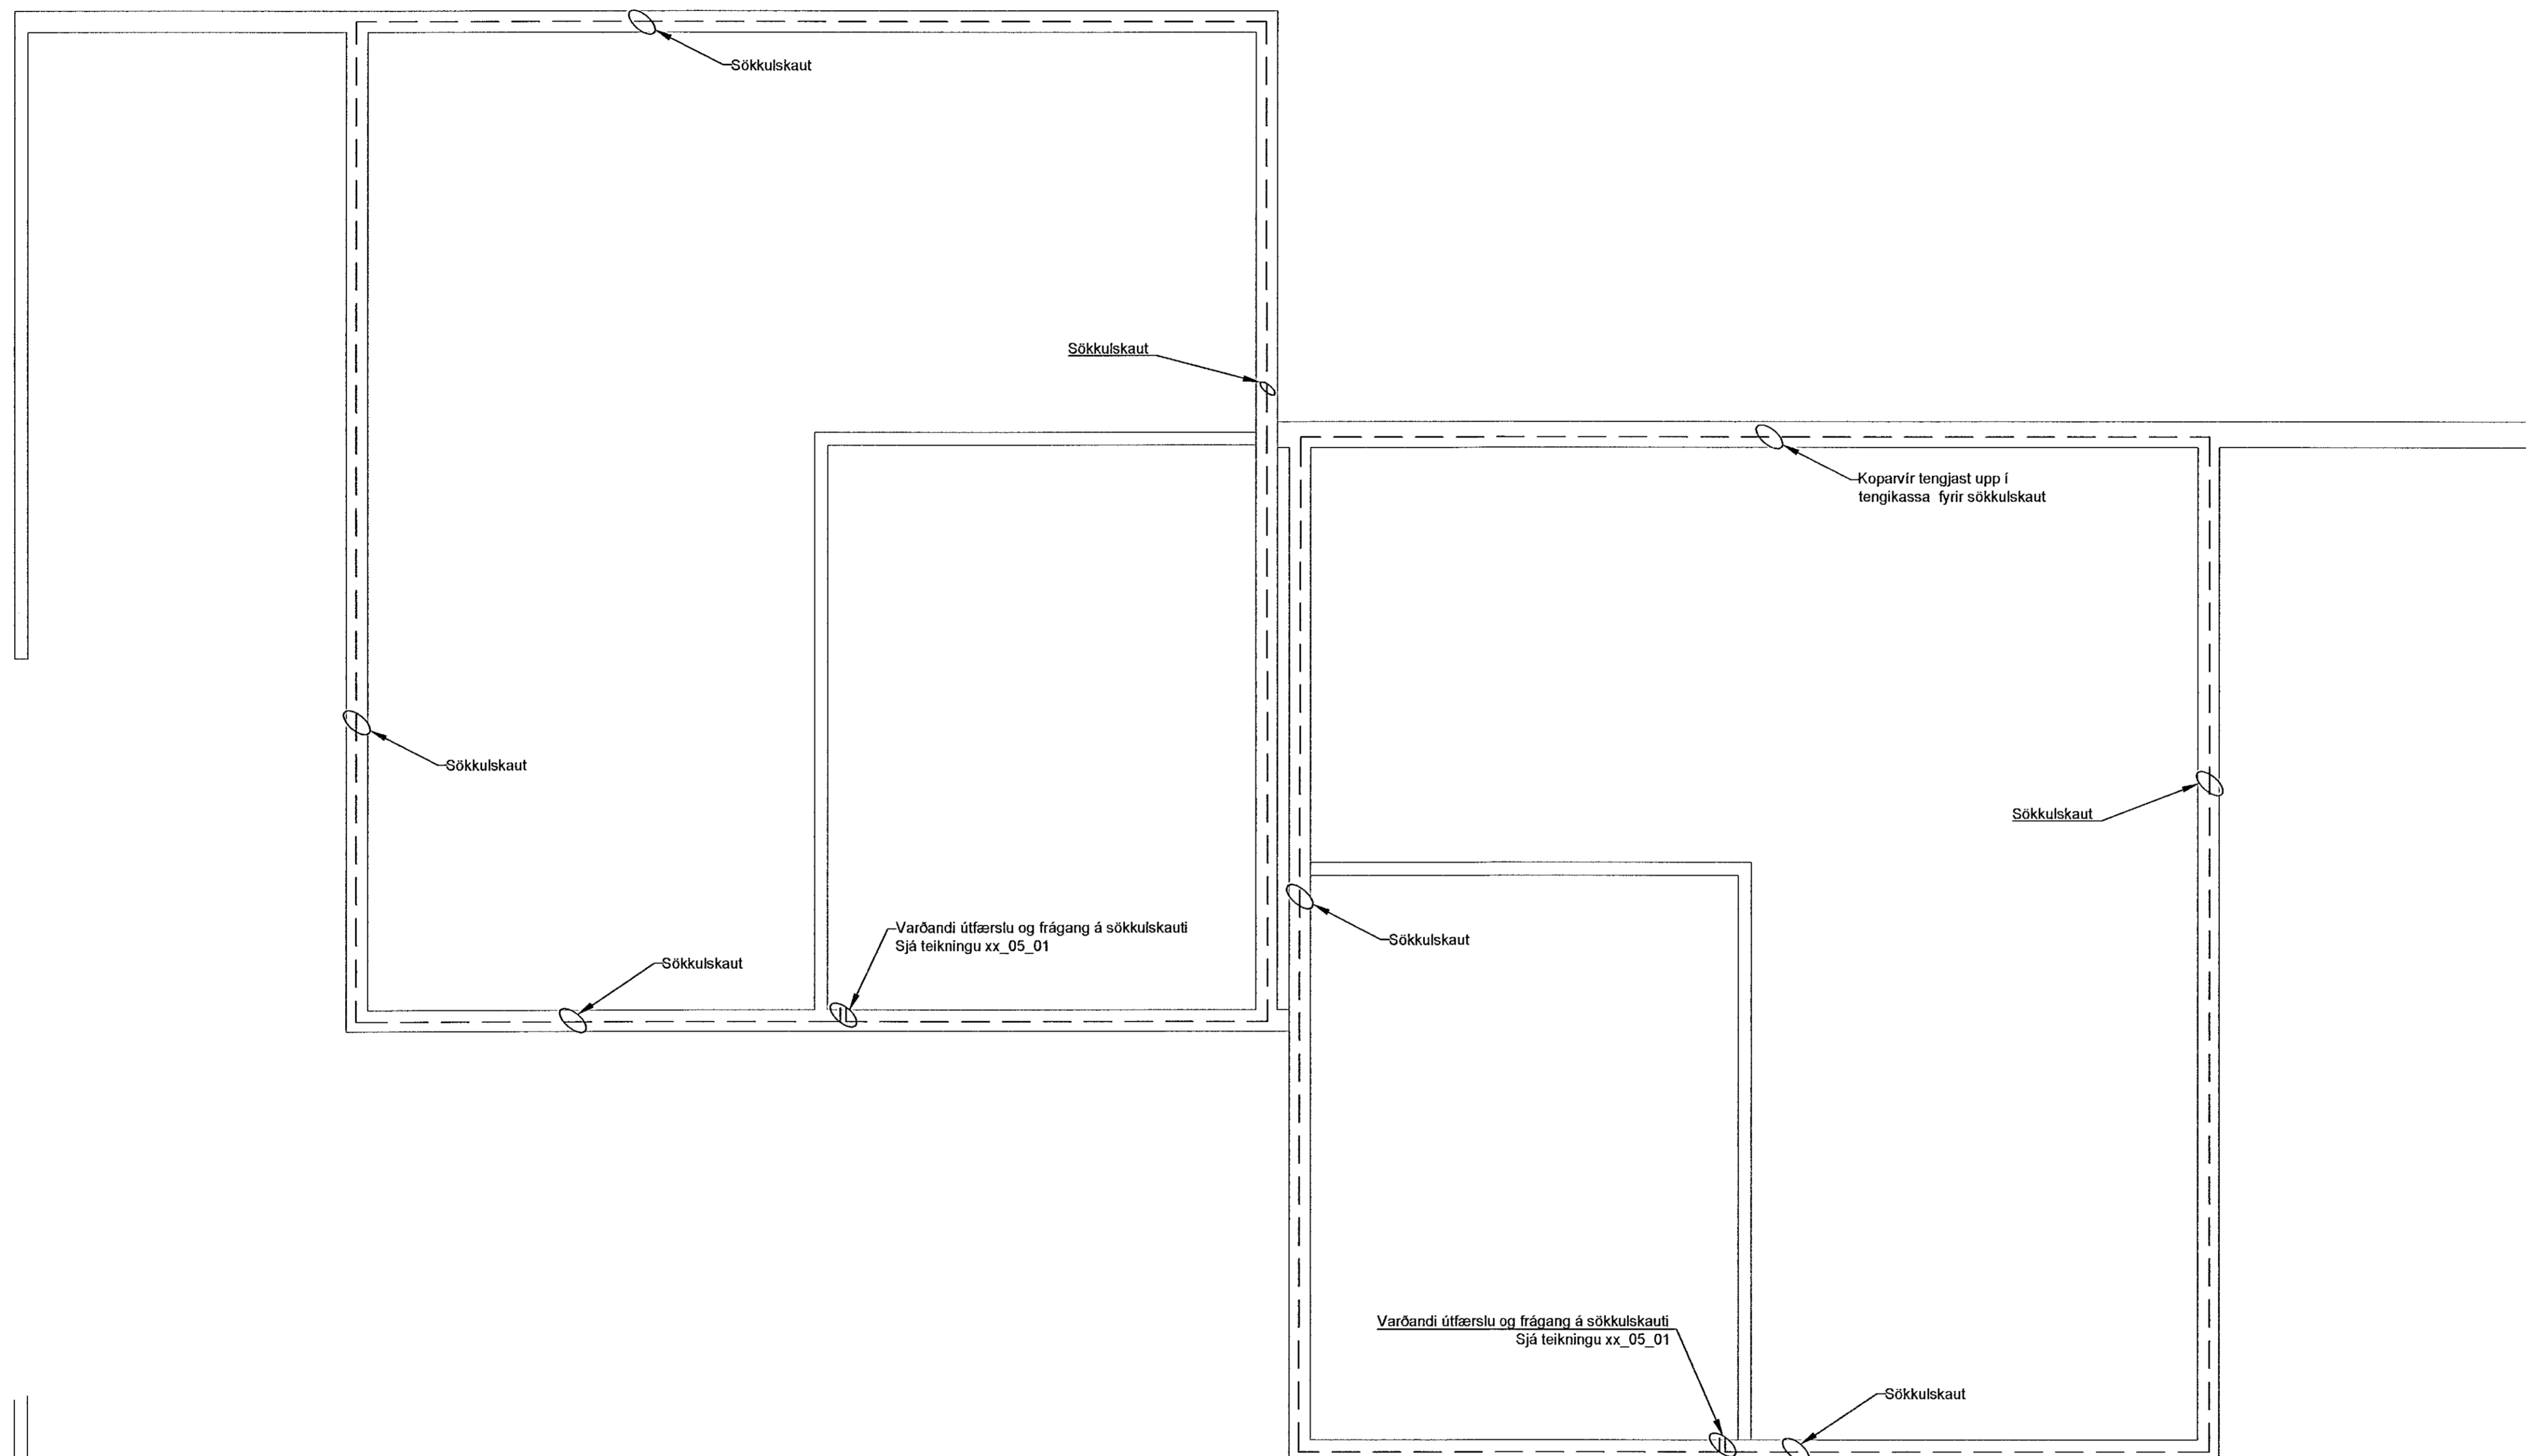 Sökkulskaut
Sökkulskaut
Koparvír tengjast upp í
tengikassa fyrir sökkulskaut
Sökkulskaut
Sökkulskaut
Varðandi útfærslu og frágang á sökkulskauti
Sjá teikningu xx_05_01
Sökkulskaut
Sökkulskaut
Varðandi útfærslu og frágang á sökkulskauti
Sjá teikningu xx_05_01
Sökkulskaut